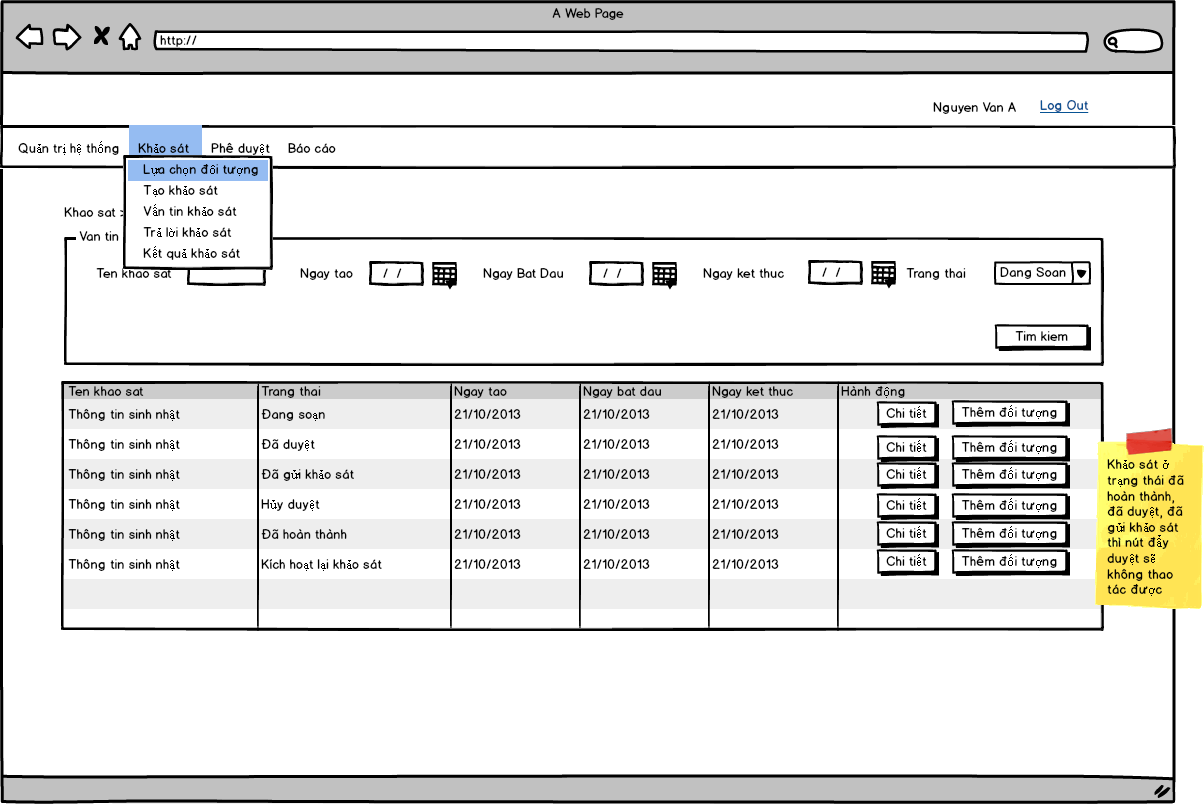 A Web Page
http://
Nguyen Van A Log Out
Quản trị hệ thống Khảo sát Phê duyệt Báo cáo
Lựa chọn đối tượng
Tạo khảo sát
Vấn tin khảo sát
Trả lời khảo sát
Kết quả khảo sát
Khao sat >
Van tin
Ten khao sat Ngay tao / / Ngay Bat Dau / / Ngay ket thuc / / Trang thai Dang Soan
Tim kiem
Ten khao sat Trang thai Ngay tao Ngay bat dau Ngay ket thuc Hành động
Thông tin sinh nhật Đang soạn 21/10/2013 21/10/2013 21/10/2013 Chi tiết Thêm đối tượng
Thông tin sinh nhật Đã duyệt 21/10/2013 21/10/2013 21/10/2013 Chi tiết Thêm đối tượng
Thông tin sinh nhật Đã gửi khảo sát 21/10/2013 21/10/2013 21/10/2013 Chi tiết Thêm đối tượng
Thông tin sinh nhật Hủy duyệt 21/10/2013 21/10/2013 21/10/2013 Chi tiết Thêm đối tượng
Thông tin sinh nhật Đã hoàn thành 21/10/2013 21/10/2013 21/10/2013 Chi tiết Thêm đối tượng
Thông tin sinh nhật Kích hoạt lại khảo sát 21/10/2013 21/10/2013 21/10/2013 Chi tiết Thêm đối tượng
Khảo sát ở
trạng thái đã
hoàn thành,
đã duyệt, đã
gửi khảo sát
thì nút đẩy
duyệt sẽ
không thao
tác được